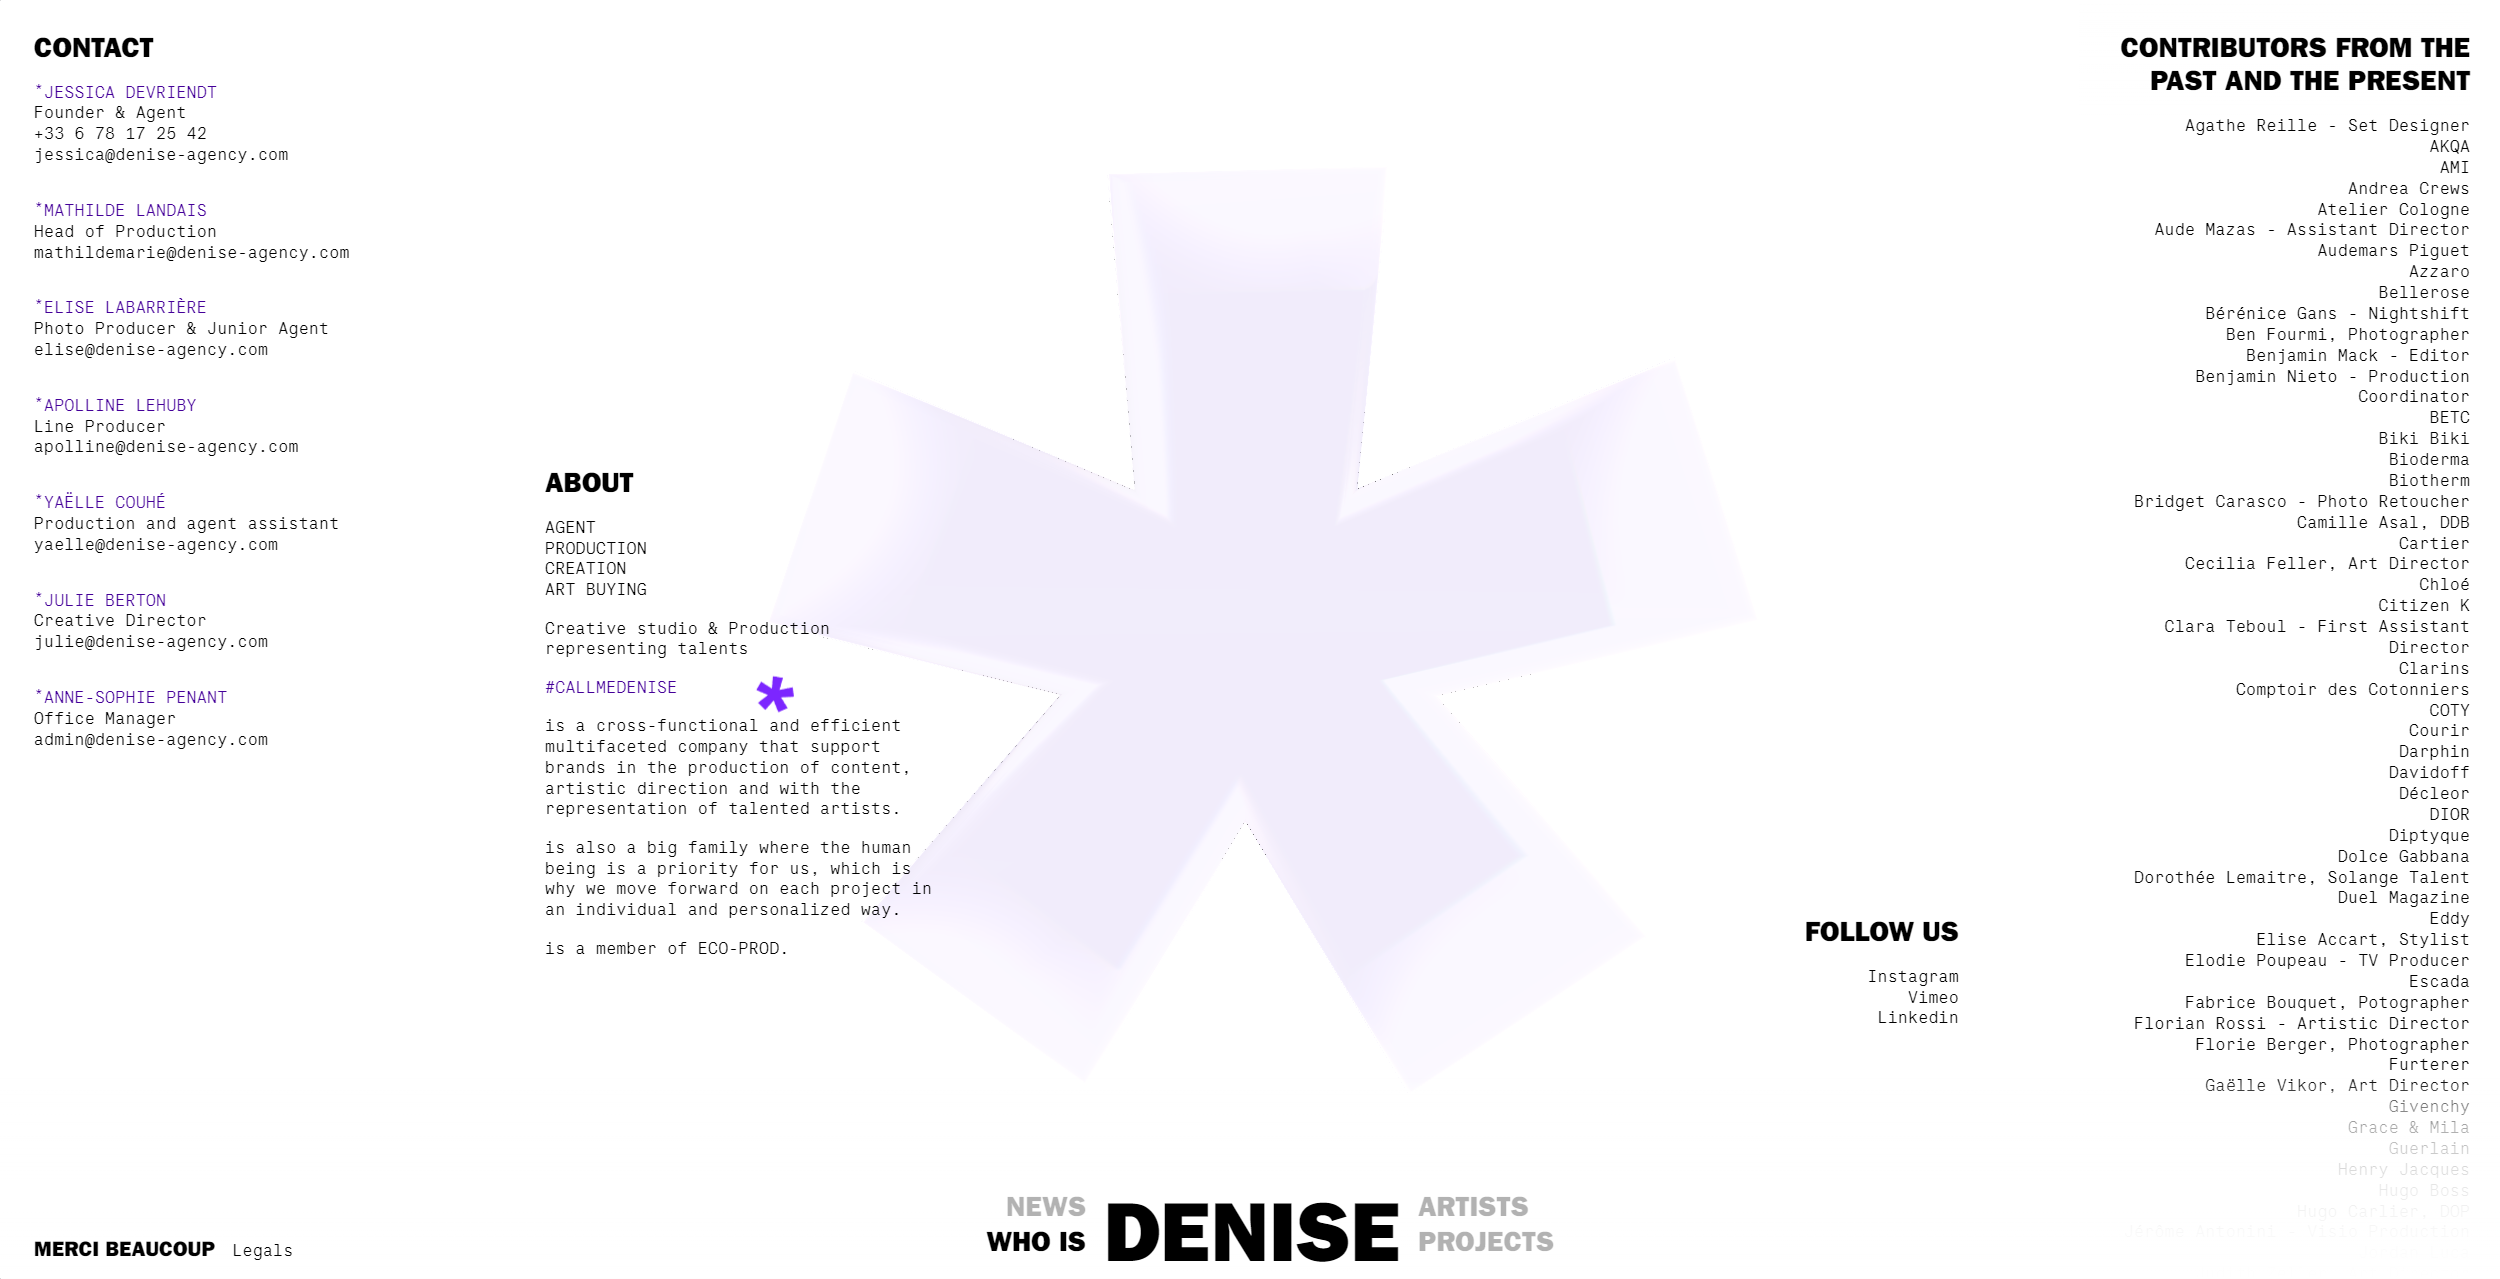 CONTACT
*JESSICA DEVRIENDT
Founder & Agent
+33 6 78 17 25 42
jessica@denise-agency.com
*MATHILDE LANDAIS
Head of Production
mathildemarie@denise-agency.com
*ELISE LABARRIÈRE
Photo Producer & Junior Agent
elise@denise-agency.com
*APOLLINE LEHUBY
Line Producer
apolline@denise-agency.com
*YAËLLE COUHÉ
Production and agent assistant
yaelle@denise-agency.com
*JULIE BERTON
Creative Director
julie@denise-agency.com
*ANNE-SOPHIE PENANT
Office Manager
admin@denise-agency.com
ABOUT
AGENT
PRODUCTION
CREATION
ART BUYING
Creative studio & Production
representing talents
#CALLMEDENISE
is a cross-functional and efficient
multifaceted company that support
brands in the production of content,
artistic direction and with the
representation of talented artists.
is also a big family where the human
being is a priority for us, which is
why we move forward on each project in
an individual and personalized way.
is a member of ECO-PROD.
FOLLOW US
Instagram
Vimeo
Linkedin
CONTRIBUTORS FROM THE
PAST AND THE PRESENT
Agathe Reille - Set Designer
AKQA
AMI
Andrea Crews
Atelier Cologne
Aude Mazas - Assistant Director
Audemars Piguet
Azzaro
Bellerose
Bérénice Gans - Nightshift
Ben Fourmi, Photographer
Benjamin Mack - Editor
Benjamin Nieto - Production
Coordinator
BETC
Biki Biki
Bioderma
Biotherm
Bridget Carasco - Photo Retoucher
Camille Asal, DDB
Cartier
Cecilia Feller, Art Director
Chloé
Citizen K
Clara Teboul - First Assistant
Director
Clarins
Comptoir des Cotonniers
COTY
Courir
Darphin
Davidoff
Décleor
DIOR
Diptyque
Dolce Gabbana
Dorothée Lemaitre, Solange Talent
Duel Magazine
Eddy
Elise Accart, Stylist
Elodie Poupeau - TV Producer
Escada
Fabrice Bouquet, Potographer
Florian Rossi - Artistic Director
Florie Berger, Photographer
Furterer
Gaëlle Vikor, Art Director
Givenchy
Grace & Mila
Guerlain
Henry Jacques
Hugo Boss
Hugo Carlier, DOP
MERCI BEAUCOUP Legals
NEWS
WHO IS
DENISE
ARTISTS
PROJECTS